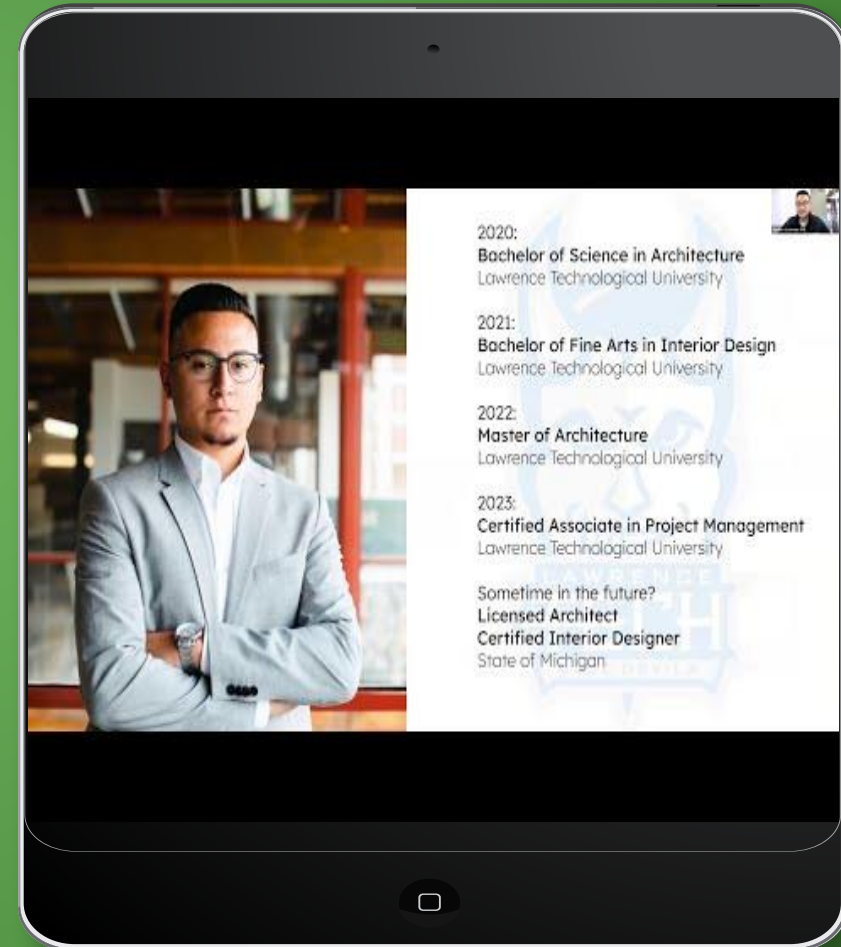 2020:
Bachelor of Science in Architecture
Lawrence Technological University
2021:
Bachelor of Fine Arts in Interior Design
Lawrence Technological University
2022:
Master of Architecture
Lawrence Technological University
2023:
Certified Associate in Project Management
Lawrence Technological University
Sometime in the future?
Licensed Architect
Certified Interior Designer
State of Michigan
LAWRENCE